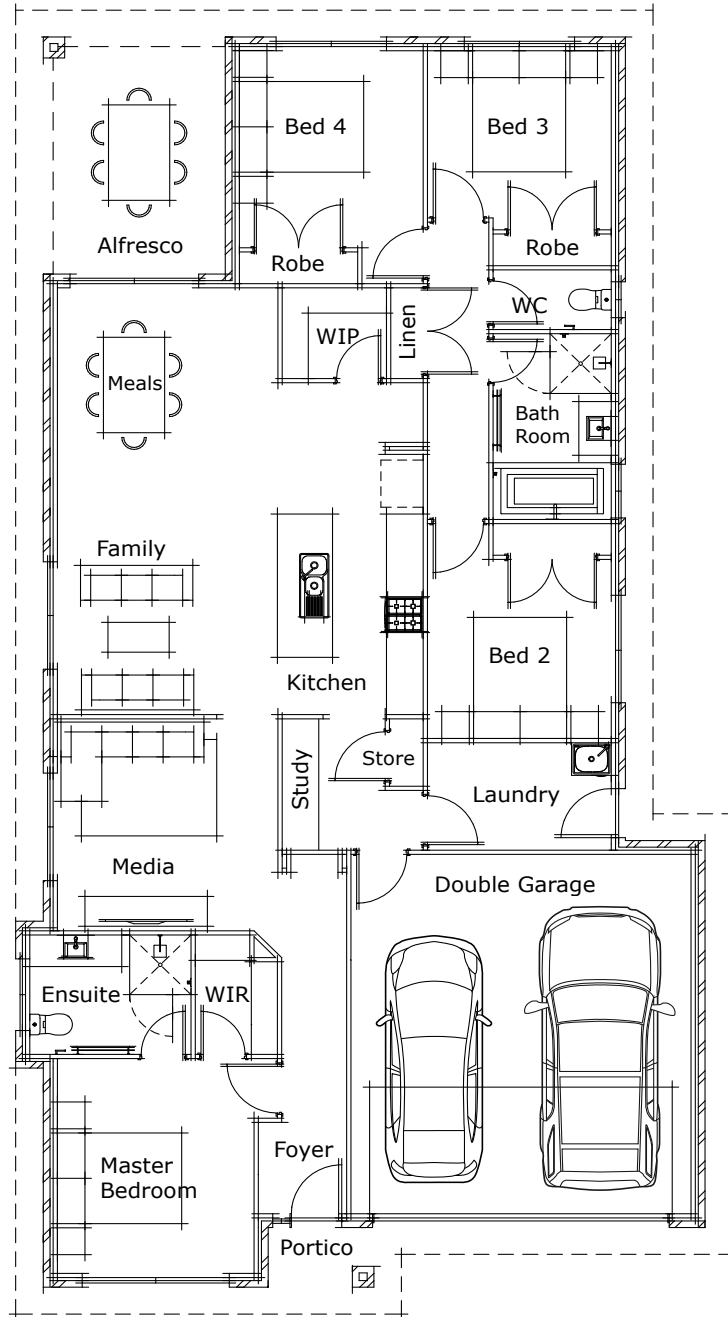 Bed 4
Bed 3
Alfresco
Robe
Robe
WC
WIP
Linen
Meals
Bath
Room
Family
Bed 2
Kitchen
Store
Study
Laundry
Media
Double Garage
Ensuite
WIR
Foyer
Master
Bedroom
Portico